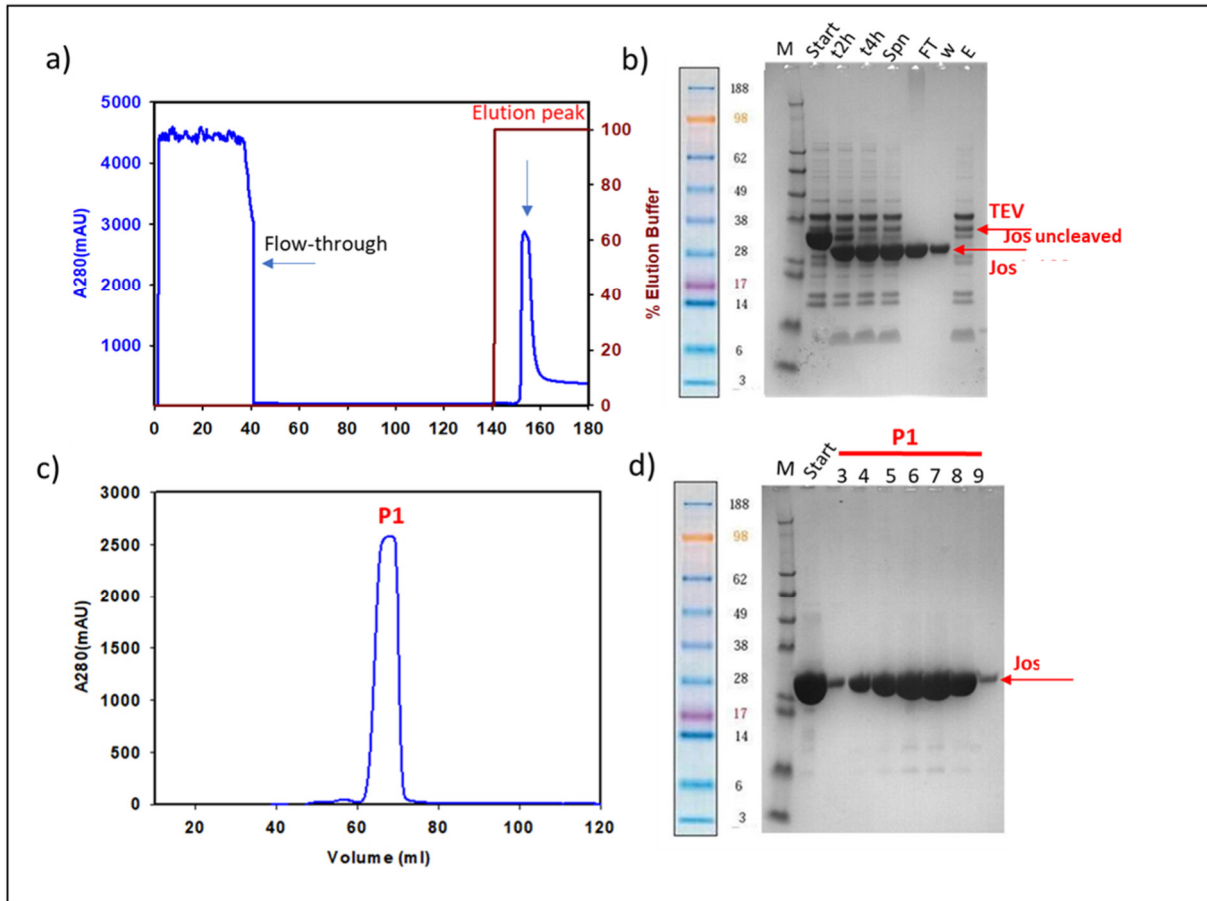 a)
5000
4000
3000
2000
1000
A280(mAU)
0 20 40 60 80 100 120 140 160 180
Flow-through
Elution peak
100
80
60
40
20
0
% Elution Buffer
b)
M Start t2h t4h Spn FT w E
188
98
62
49
38
28
17
14
6
3
TEV
Jos uncleaved
Jos
c)
3000
2500
2000
1500
1000
500
0
A280(mAU)
P1
20 40 60 80 100 120
Volume (ml)
d)
P1
M Start 3 4 5 6 7 8 9
188
98
62
49
38
28
17
14
6
3
Jos